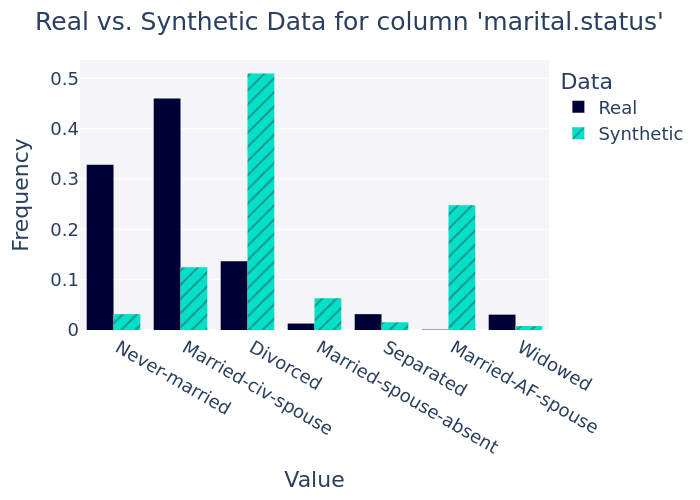 Real vs. Synthetic Data for column 'marital.status'
Data
Real
Synthetic
Frequency
0.5
0.4
0.3
0.2
0.1
0
Never-married
Married-civ-spouse
Divorced
Married-spouse-absent
Separated
Married-AF-spouse
Widowed
Value